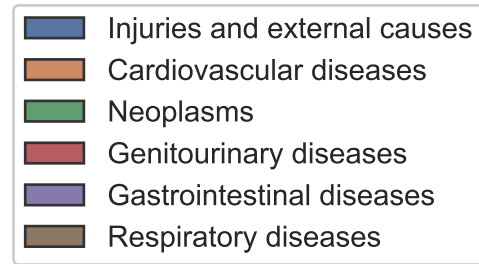 Injuries and external causes
Cardiovascular diseases
Neoplasms
Genitourinary diseases
Gastrointestinal diseases
Respiratory diseases